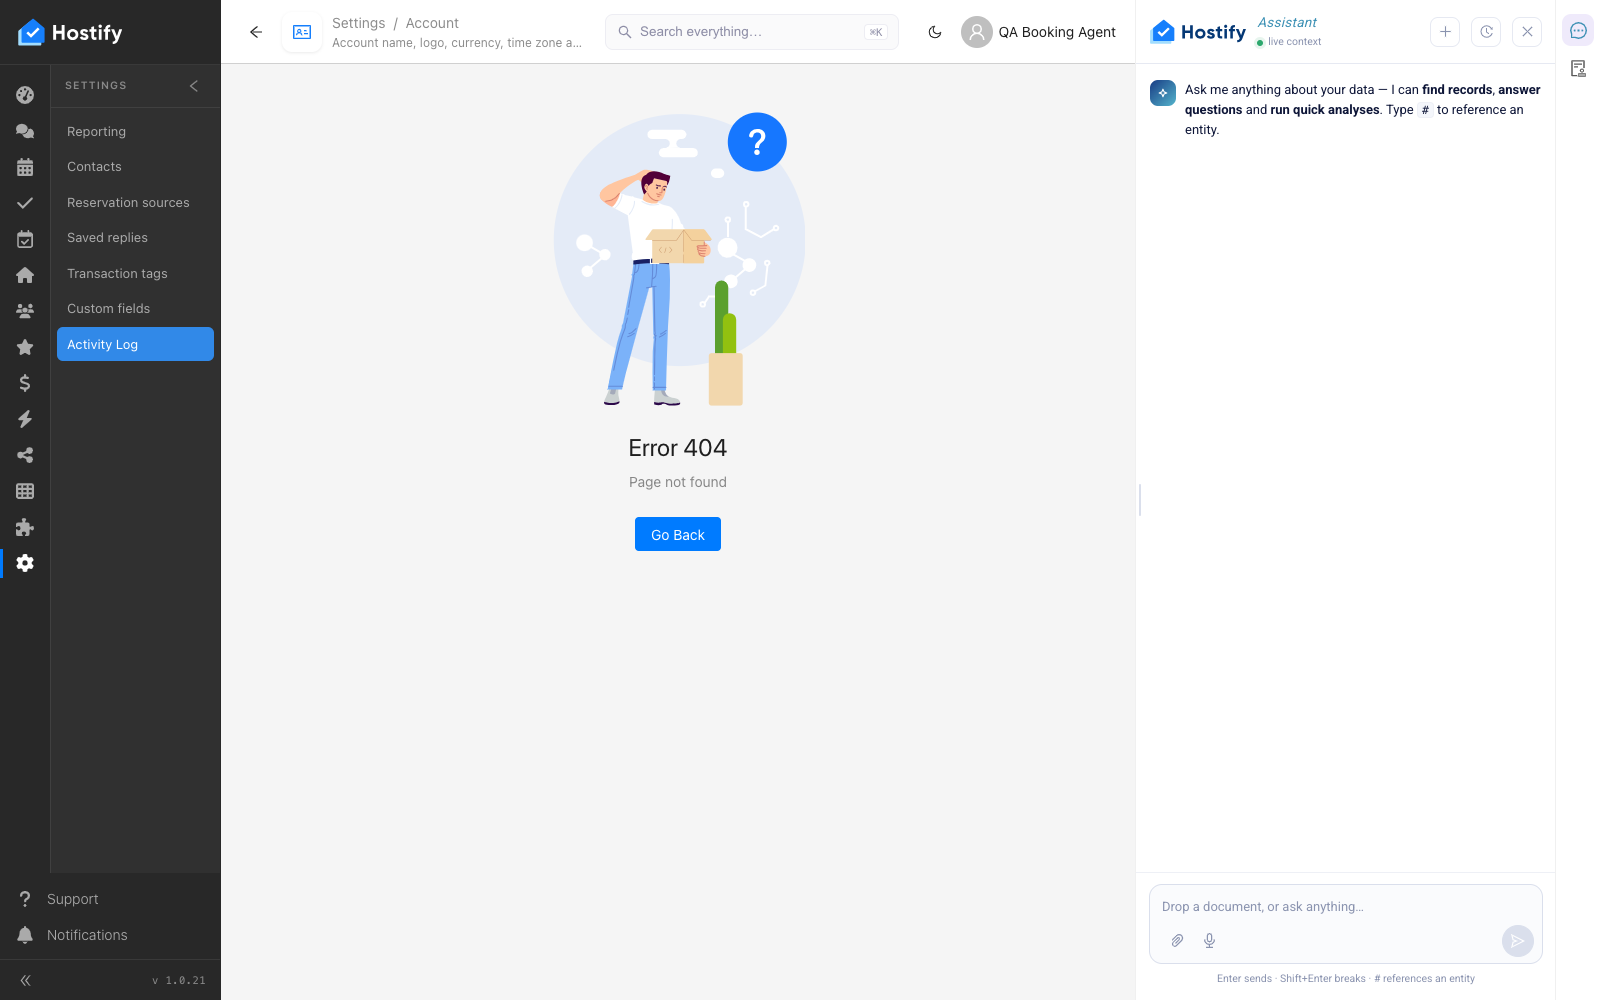 Hostify
SETTINGS
Reporting
Contacts
Reservation sources
Saved replies
Transaction tags
Custom fields
Activity Log
Support
Notifications
v 1.0.21
Settings / Account
Account name, logo, currency, time zone a...
Search everything...
⌘K
QA Booking Agent
?
Error 404
Page not found
Go Back
Hostify
Assistant
live context
Ask me anything about your data — I can find records, answer
questions and run quick analyses. Type # to reference an
entity.
Drop a document, or ask anything...
Enter sends · Shift+Enter breaks · # references an entity